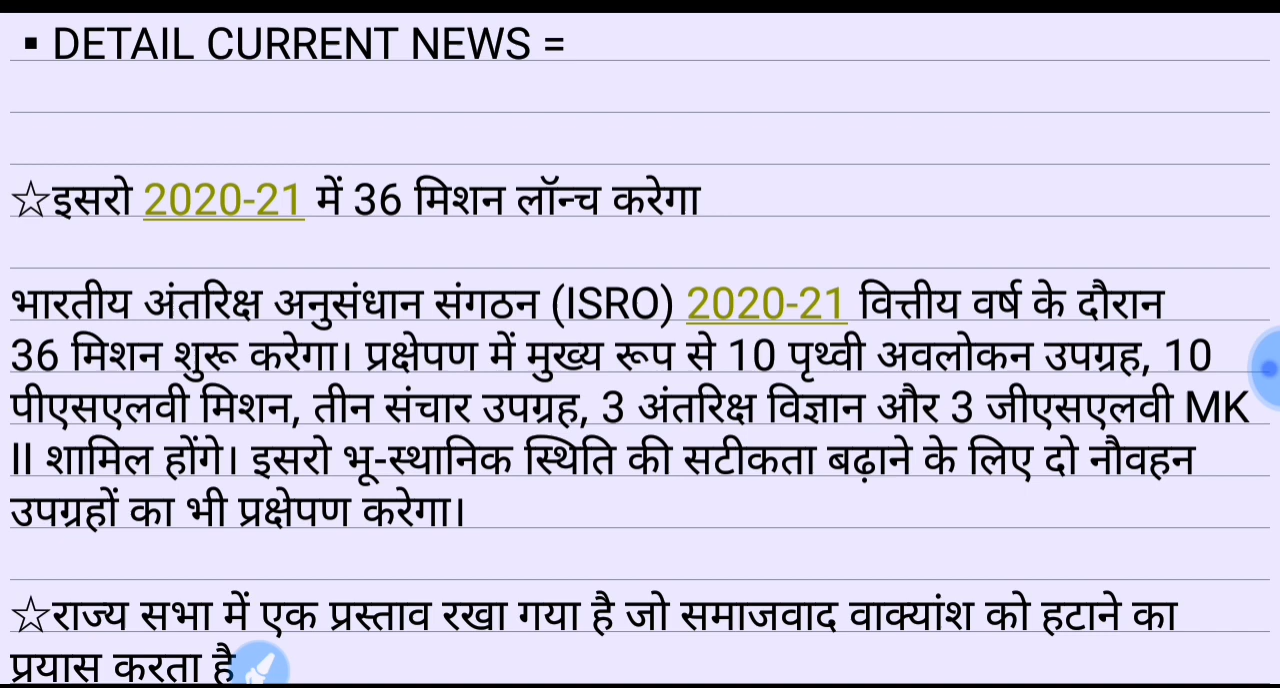 ▪ DETAIL CURRENT NEWS =
☆इसरो 2020-21 में 36 मिशन लॉन्च करेगा
भारतीय अंतरिक्ष अनुसंधान संगठन (ISRO) 2020-21 वित्तीय वर्ष के दौरान
36 मिशन शुरू करेगा। प्रक्षेपण में मुख्य रूप से 10 पृथ्वी अवलोकन उपग्रह, 10
पीएसएलवी मिशन, तीन संचार उपग्रह, 3 अंतरिक्ष विज्ञान और 3 जीएसएलवी MK
II शामिल होंगे। इसरो भू-स्थानिक स्थिति की सटीकता बढ़ाने के लिए दो नौवहन
उपग्रहों का भी प्रक्षेपण करेगा।
☆राज्य सभा में एक प्रस्ताव रखा गया है जो समाजवाद वाक्यांश को हटाने का
प्रयास करता है